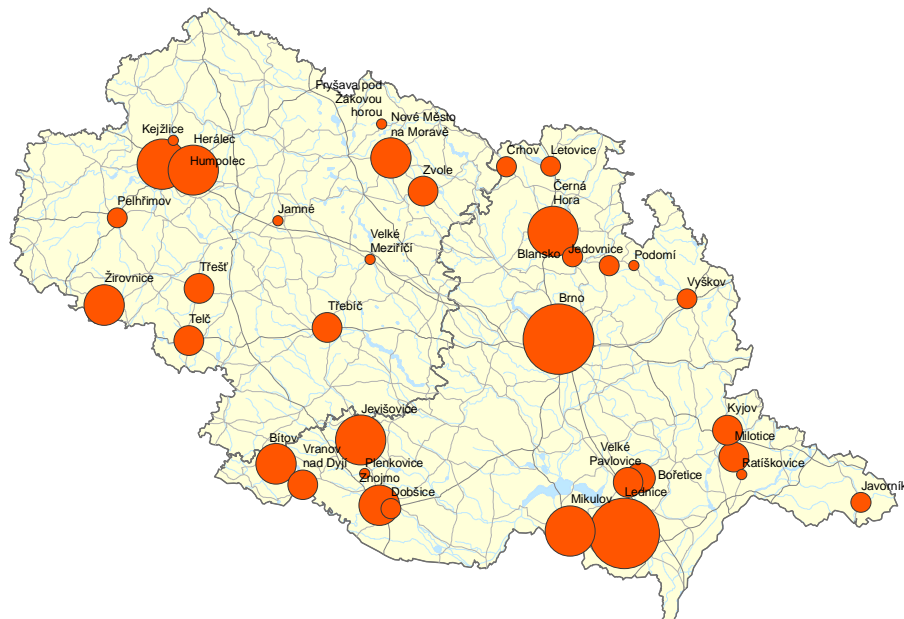 Fryšava pod
Žákovou
horou
Nové Město
na Moravě
Kejžlice
Herálec
Humpolec
Zvole
Crhov
Letovice
Černá
Hora
Pelhřimov
Jamné
Velké
Meziříčí
Blansko
Jedovnice
Podomí
Třešť
Žirovnice
Vyškov
Telč
Třebíč
Brno
Jevišovice
Kyjov
Bítov
Vranov
nad Dyjí
Plenkovice
Velké
Pavlovice
Milotice
Ratíškovice
Znojmo
Dobšice
Bořetice
Mikulov
Lednice
Javorník